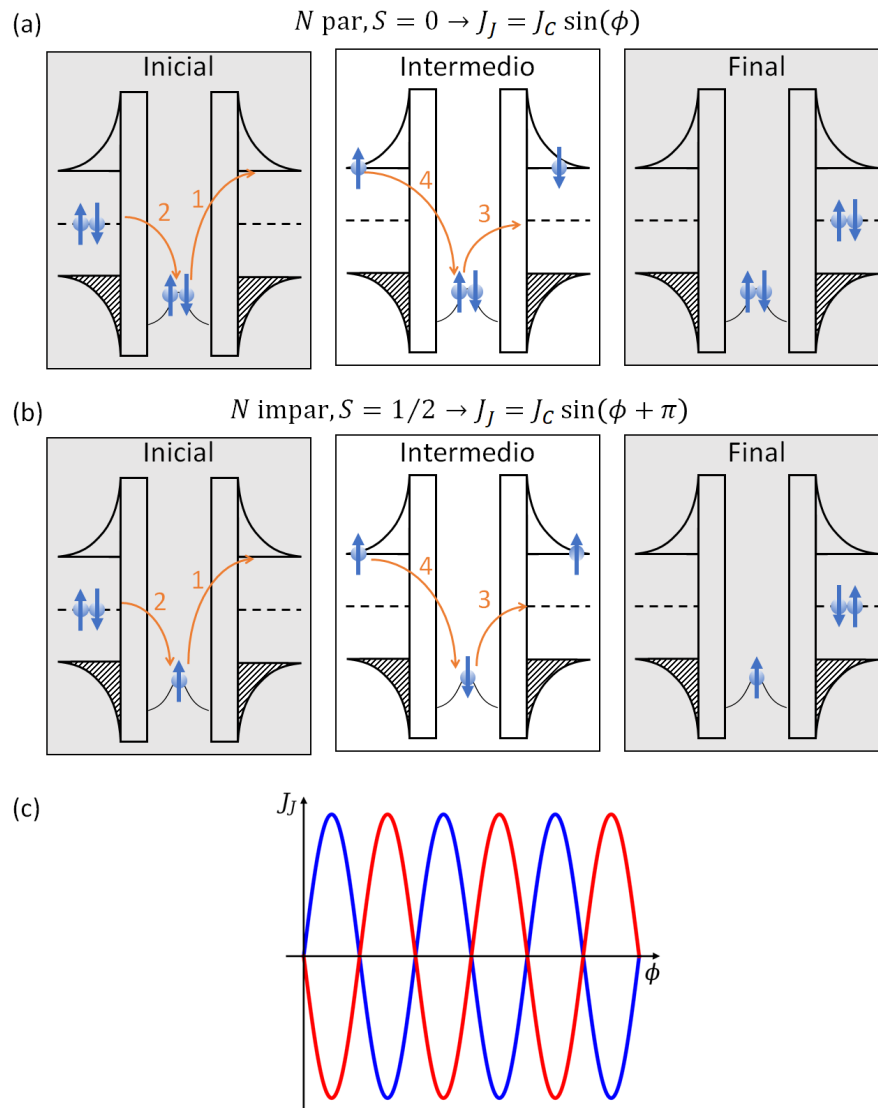 (a)
N par, S = 0 → J_J = J_C sin(ϕ)
Inicial
Intermedio
Final
2
1
4
3
(b)
N impar, S = 1/2 → J_J = J_C sin(ϕ + π)
Inicial
Intermedio
Final
2
1
4
3
(c)
J_J
ϕ